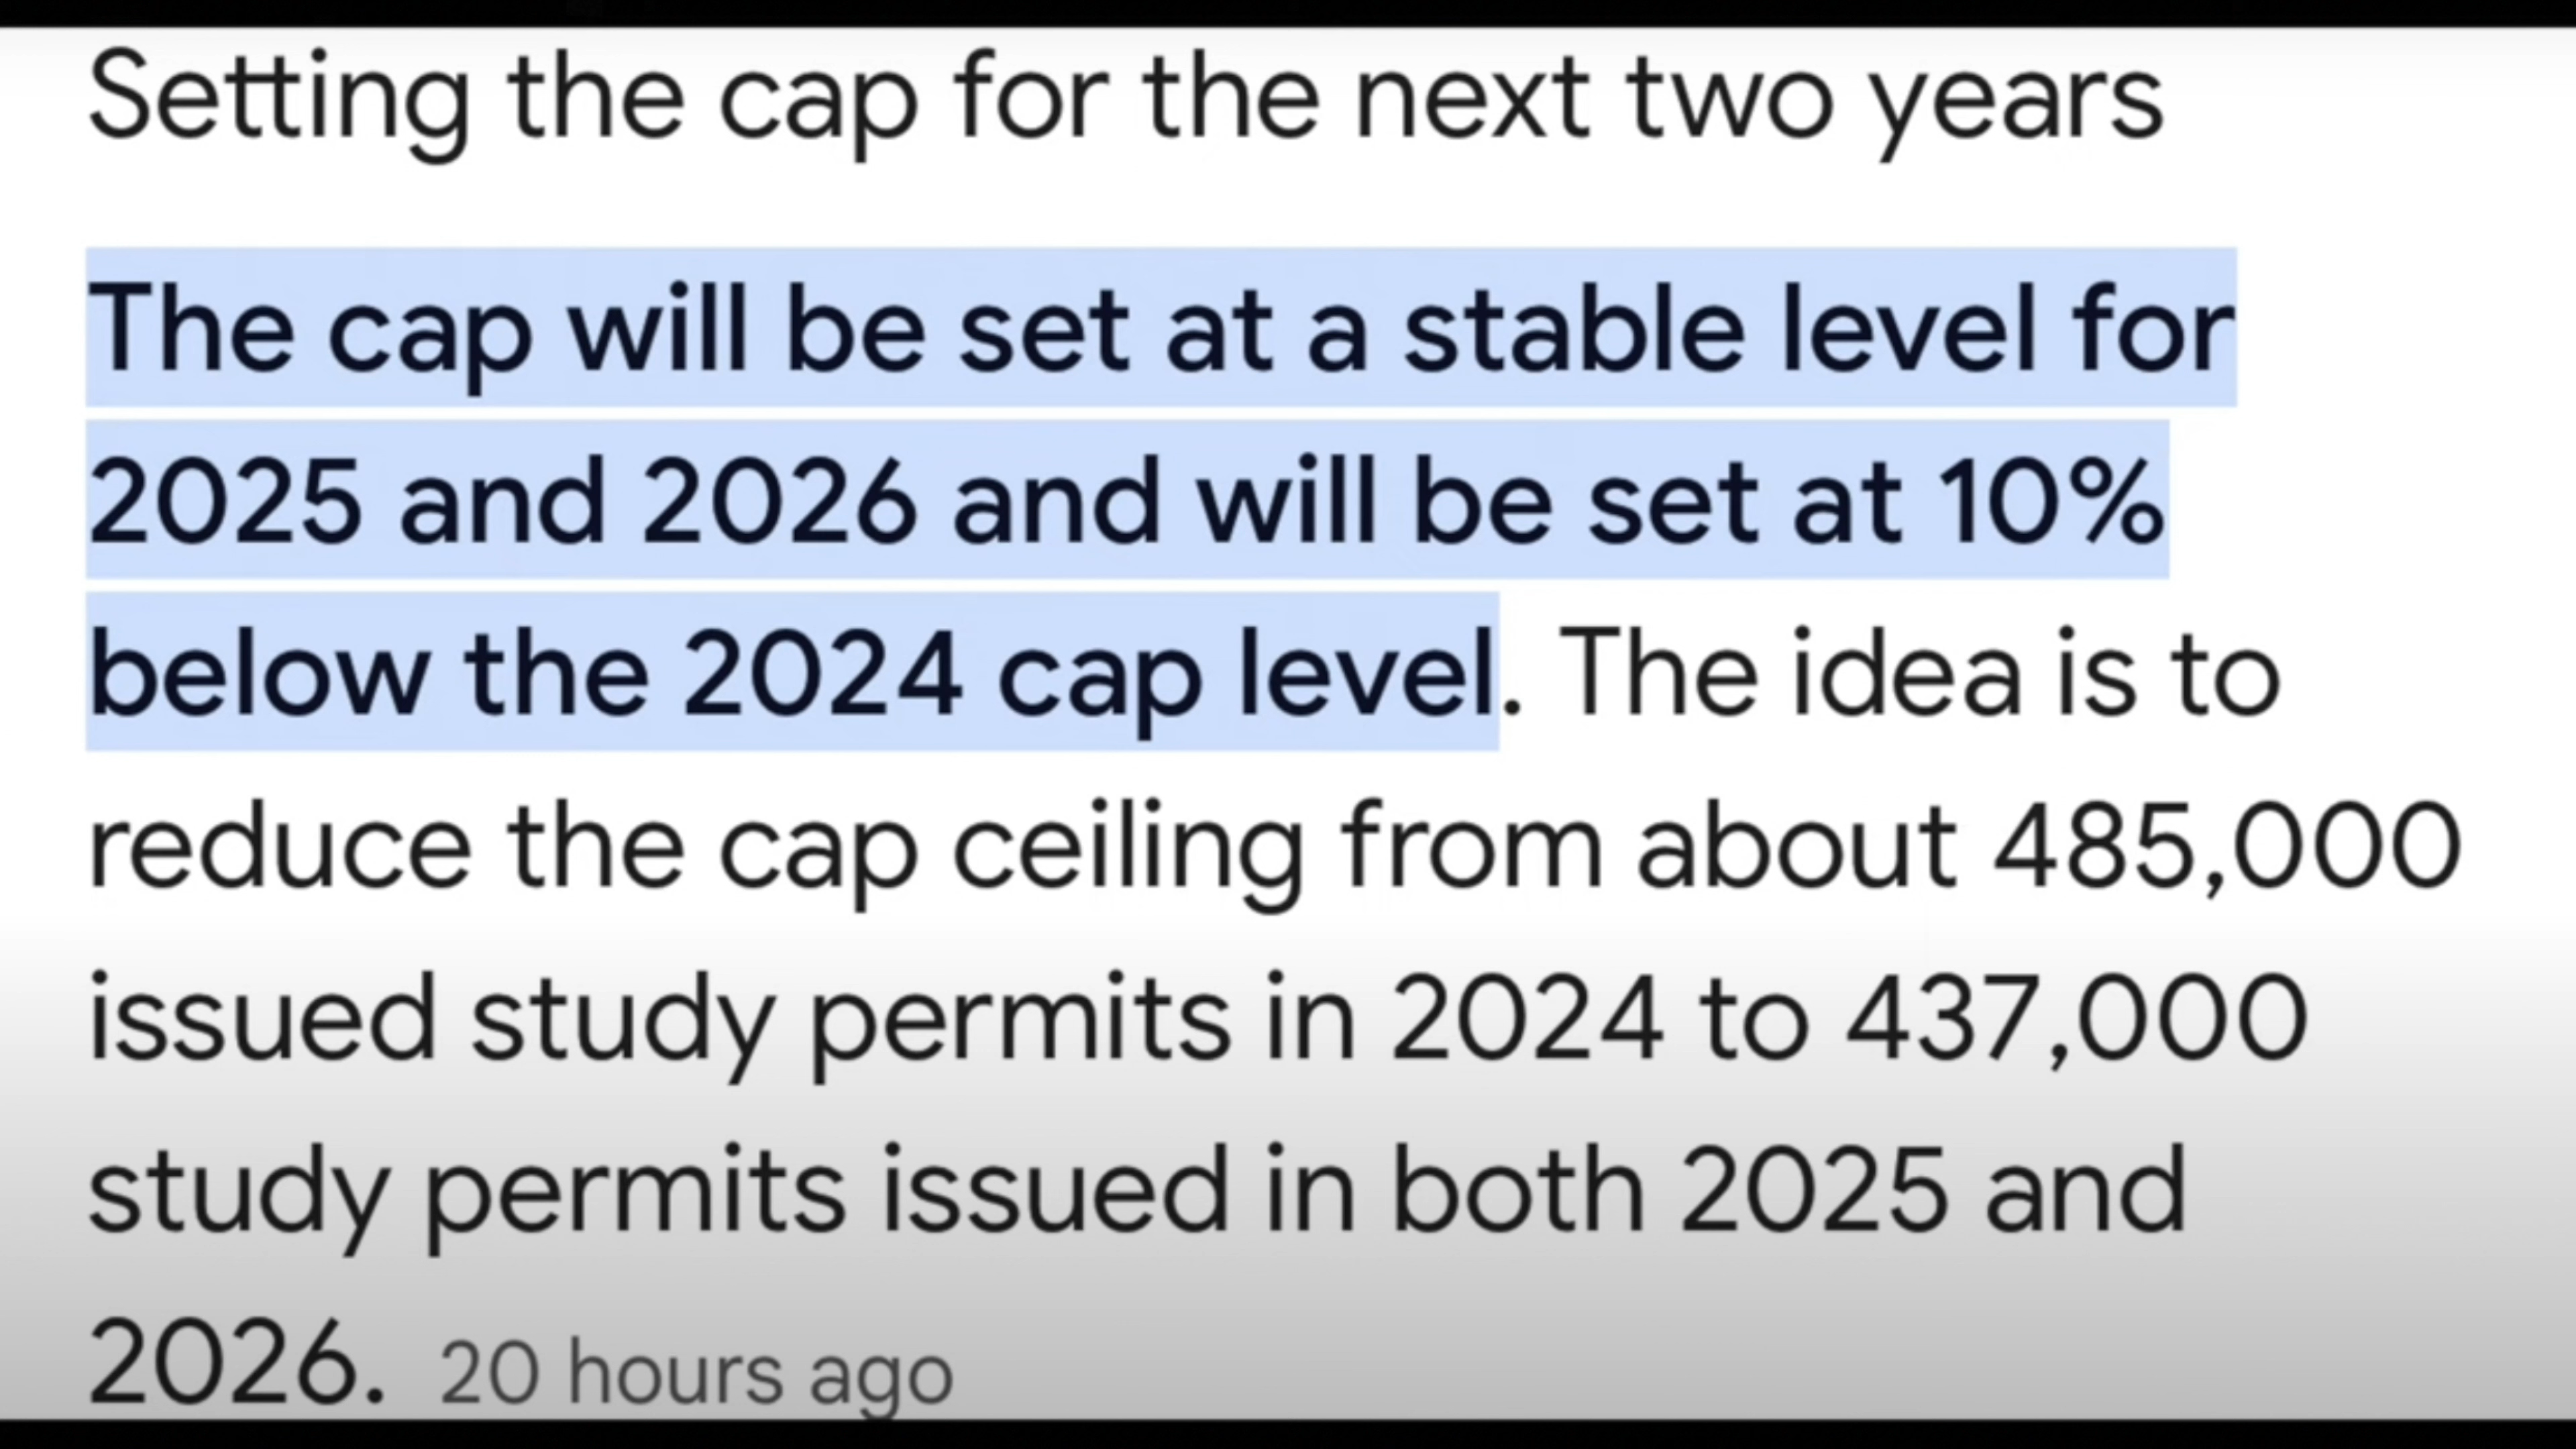 Setting the cap for the next two years
The cap will be set at a stable level for
2025 and 2026 and will be set at 10%
below the 2024 cap level. The idea is to
reduce the cap ceiling from about 485,000
issued study permits in 2024 to 437,000
study permits issued in both 2025 and
2026. 20 hours ago